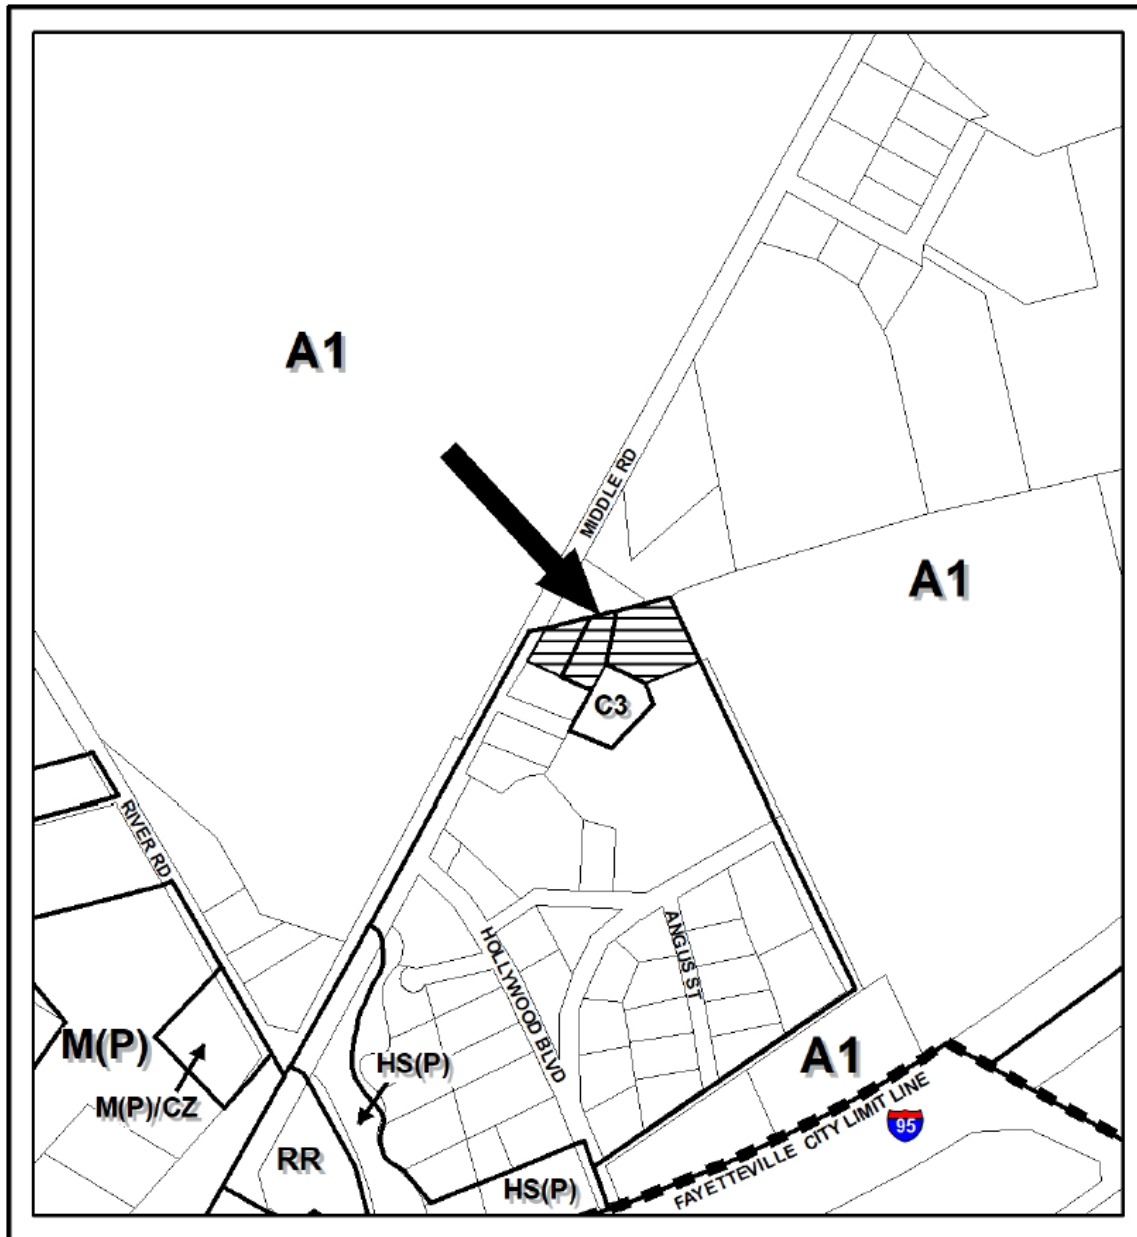 A1
MIDDLE RD
A1
C3
RIVER RD
ANGUS ST
HOLLYWOOD BLVD
M(P)
M(P)/CZ
HS(P)
A1
RR
HS(P)
FAYETTEVILLE CITY LIMIT LINE
95